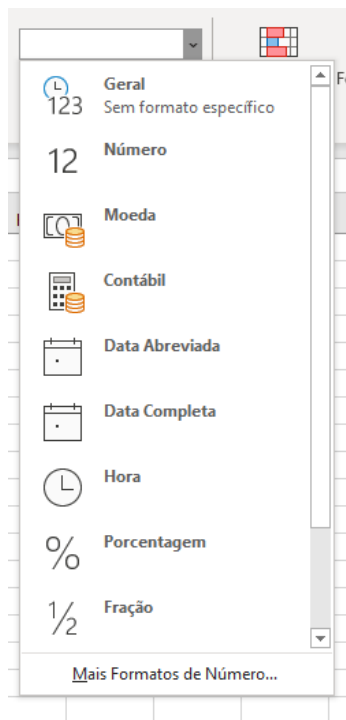 123
Geral
Sem formato específico
12
Número
Moeda
Contábil
Data Abreviada
Data Completa
Hora
%
Porcentagem
½
Fração
Mais Formatos de Número...